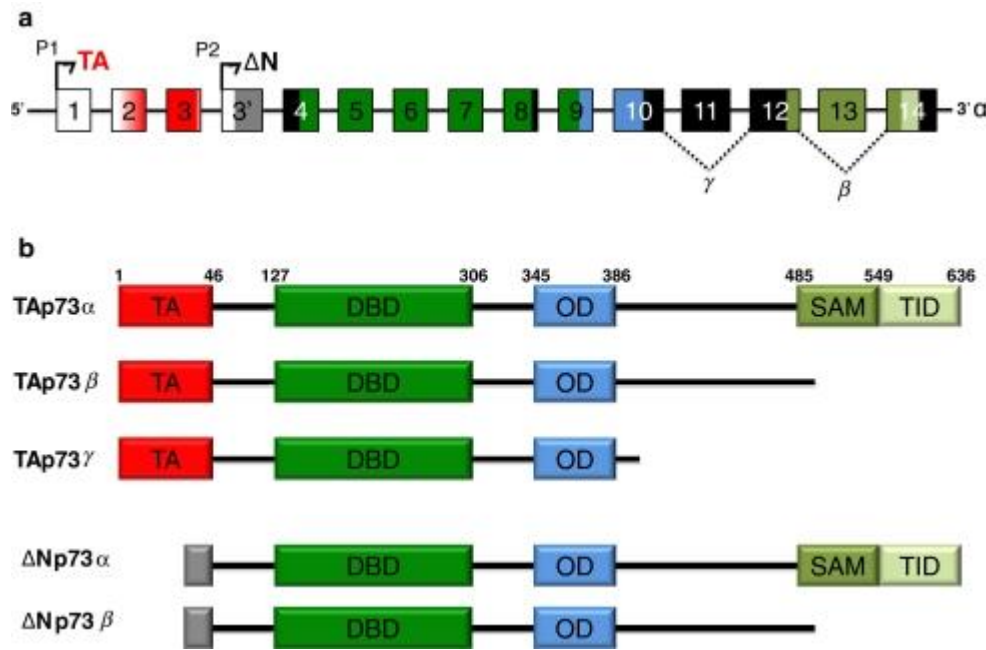 a
P1 TA P2 ΔN
5' 1 2 3 3' 4 5 6 7 8 9 10 11 12 13 14 3' α
γ β
b
1 46 127 306 345 386 485 549 636
TAp73α TA DBD OD SAM TID
TAp73β TA DBD OD
TAp73γ TA DBD OD
ΔNp73α DBD OD SAM TID
ΔNp73β DBD OD